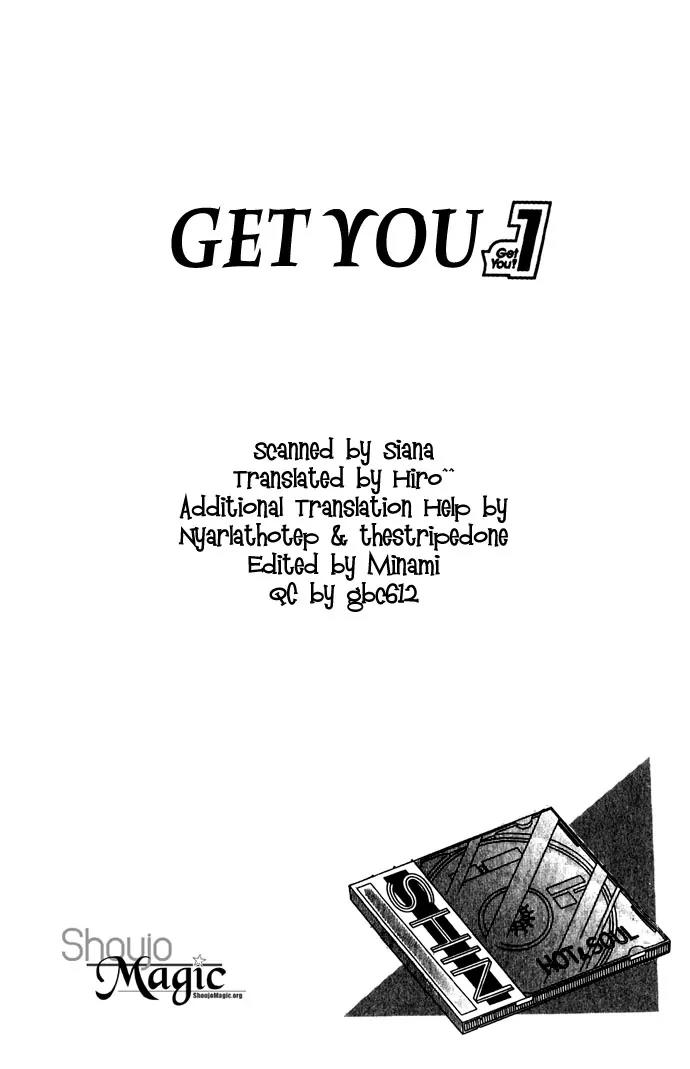 GET YOU
Get You! 1
Scanned by Siana
Translated by Hiro^^
Additional Translation Help by
Nyarlathotep & thestripedone
Edited by Minami
QC by gbc612
SHIN
HOT & SOUL
Shoujo
Magic
ShoujoMagic.org